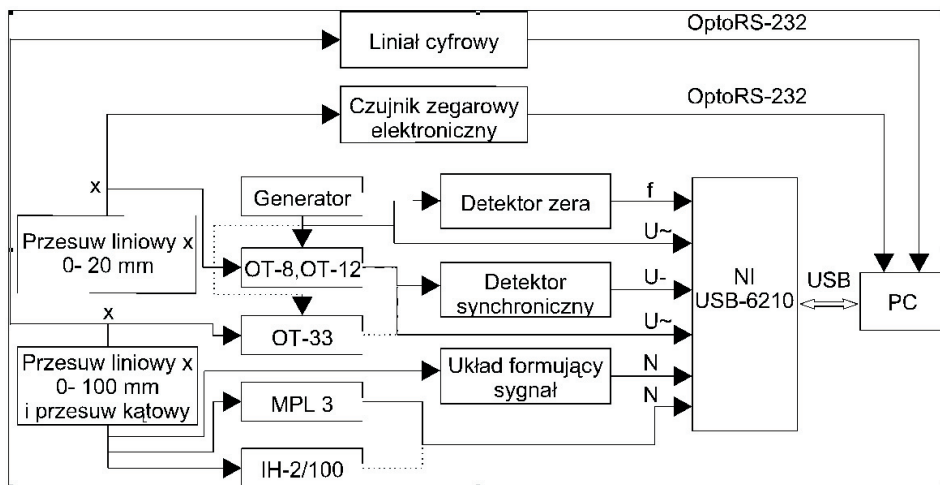 OptoRS-232
Liniał cyfrowy
OptoRS-232
Czujnik zegarowy
elektroniczny
x
Generator
Detektor zera
f
U~
Przesuw liniowy x
0- 20 mm
OT-8,OT-12
Detektor
synchroniczny
U-
NI
USB-6210
USB
PC
x
OT-33
U~
Przesuw liniowy x
0- 100 mm
i przesuw kątowy
Układ formujący
sygnał
N
MPL 3
N
IH-2/100